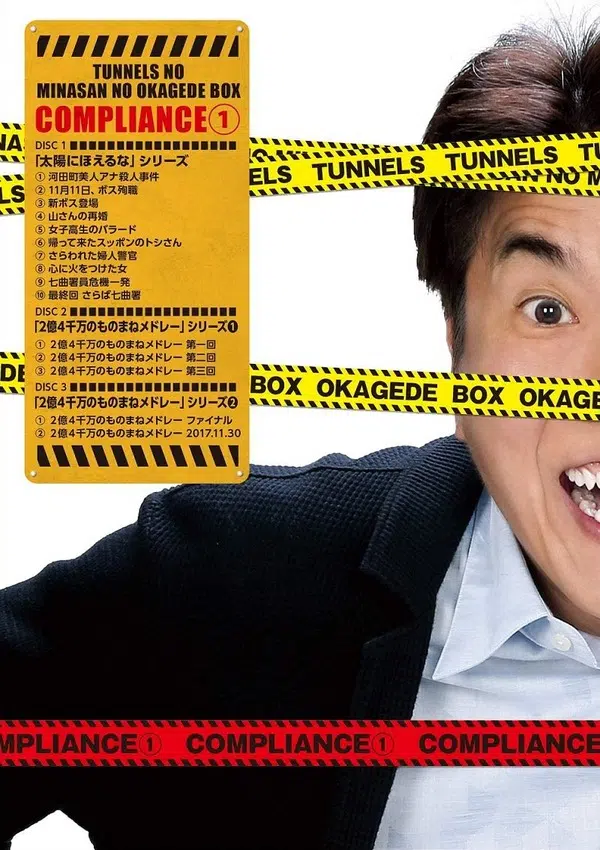 TUNNELS NO
MINASAN NO OKAGEDE BOX
COMPLIANCE①
DISC 1
「太陽にほえるな」シリーズ
① 河田町美人アナ殺人事件
② 11月11日、ボス殉職
③ 新ボス登場
④ 山さんの再婚
⑤ 女子高生のバラード
⑥ 帰って来たスッポンのトシさん
⑦ さらわれた婦人警官
⑧ 心に火をつけた女
⑨ 七曲署員危機一発
⑩ 最終回 さらば七曲署
DISC 2
「2億4千万のものまねメドレー」シリーズ❶
① 2億4千万のものまねメドレー 第一回
② 2億4千万のものまねメドレー 第二回
③ 2億4千万のものまねメドレー 第三回
DISC 3
「2億4千万のものまねメドレー」シリーズ❷
① 2億4千万のものまねメドレー ファイナル
② 2億4千万のものまねメドレー 2017.11.30
NELS TUNNELS TUNNELS TU
NO M
BOX OKAGEDE BOX OKAGE
MPLIANCE① COMPLIANCE① COMPLIANCE